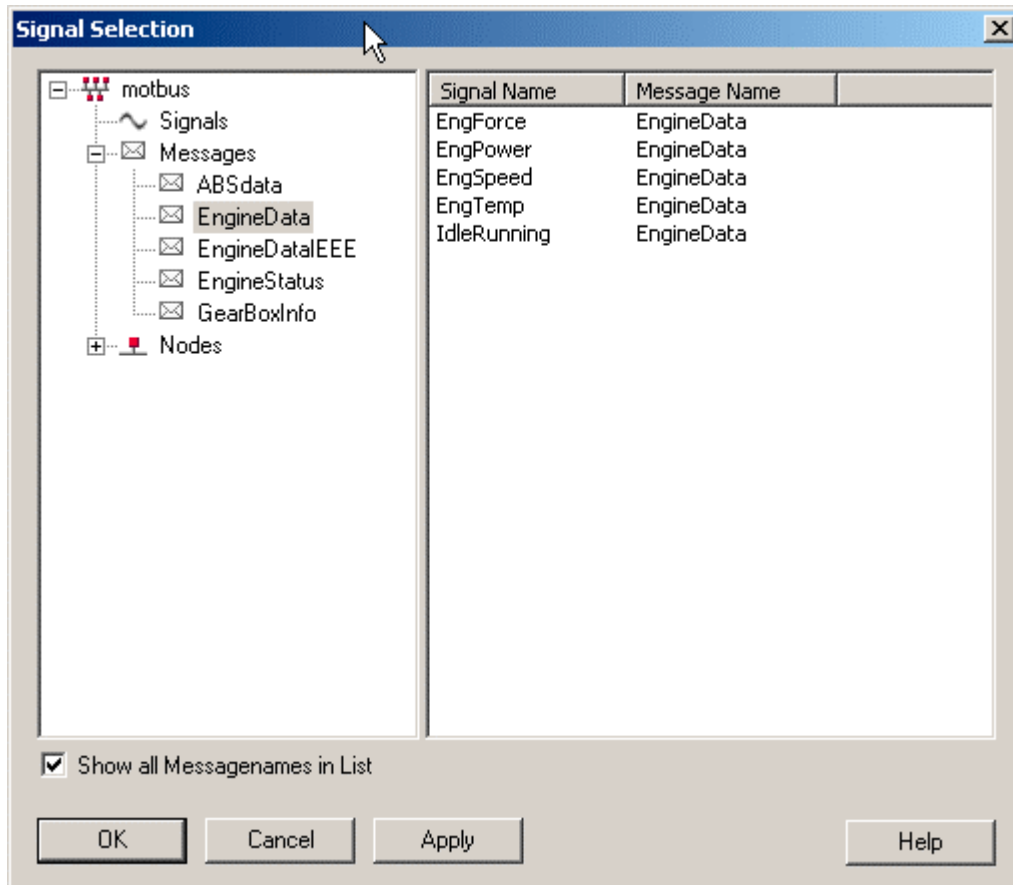 Signal Selection
motbus
Signals
Messages
ABSdata
EngineData
EngineDataIEEE
EngineStatus
GearBoxInfo
Nodes
Signal Name Message Name
EngForce EngineData
EngPower EngineData
EngSpeed EngineData
EngTemp EngineData
IdleRunning EngineData
Show all Messagenames in List
OK Cancel Apply Help